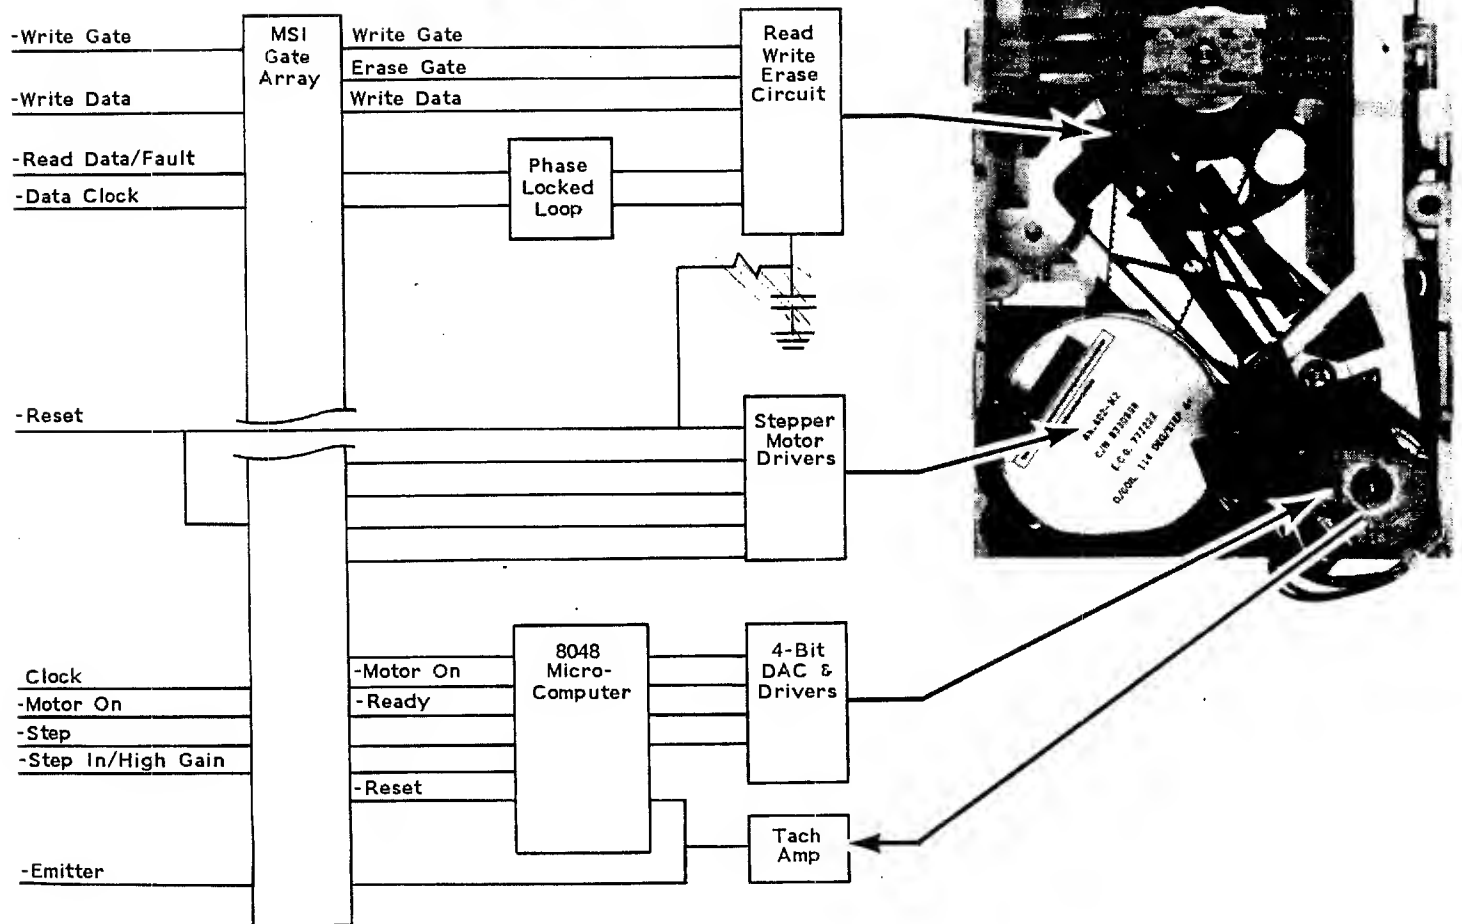 -Write Gate
-Write Data
-Read Data/Fault
-Data Clock
-Reset
Clock
-Motor On
-Step
-Step In/High Gain
-Emitter
MSI
Gate
Array
Write Gate
Erase Gate
Write Data
Phase
Locked
Loop
Read
Write
Erase
Circuit
Stepper
Motor
Drivers
-Motor On
-Ready
-Reset
8048
Micro-
Computer
4-Bit
DAC &
Drivers
Tach
Amp